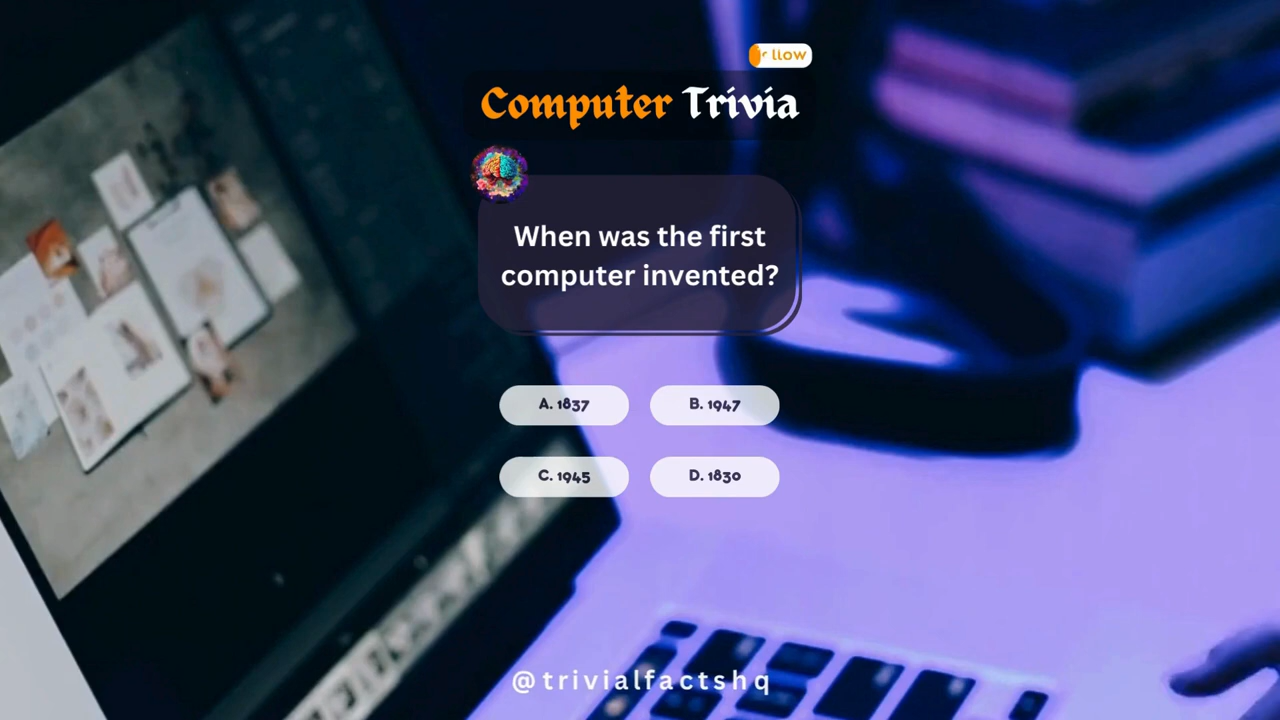 Computer Trivia
When was the first
computer invented?
A. 1837
B. 1947
C. 1945
D. 1830
@trivialfactshq